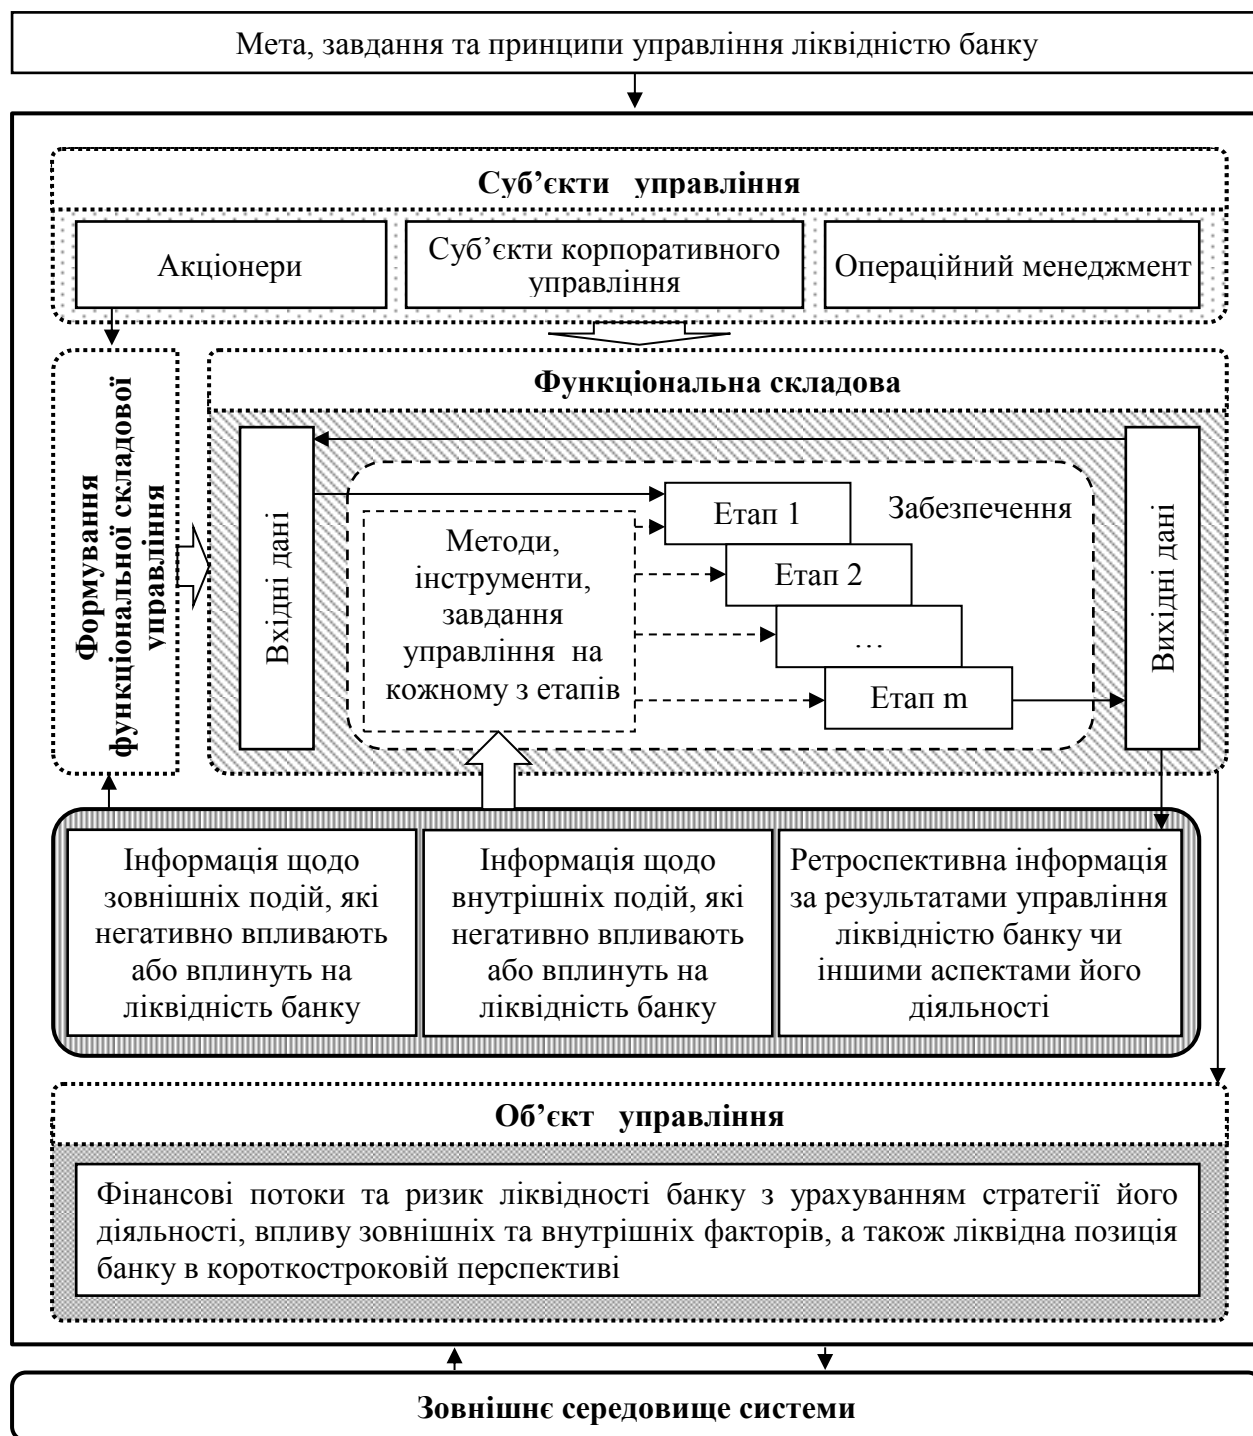 Мета, завдання та принципи управління ліквідністю банку
Суб’єкти управління
Акціонери
Суб’єкти корпоративного
управління
Операційний менеджмент
Формування
функціональної складової
управління
Функціональна складова
Вхідні дані
Методи,
інструменти,
завдання
управління на
кожному з етапів
Етап 1
Етап 2
…
Етап m
Забезпечення
Вихідні дані
Інформація щодо
зовнішніх подій, які
негативно впливають
або вплинуть на
ліквідність банку
Інформація щодо
внутрішніх подій, які
негативно впливають
або вплинуть на
ліквідність банку
Ретроспективна інформація
за результатами управління
ліквідністю банку чи
іншими аспектами його
діяльності
Об’єкт управління
Фінансові потоки та ризик ліквідності банку з урахуванням стратегії його
діяльності, впливу зовнішніх та внутрішніх факторів, а також ліквідна позиція
банку в короткостроковій перспективі
Зовнішнє середовище системи